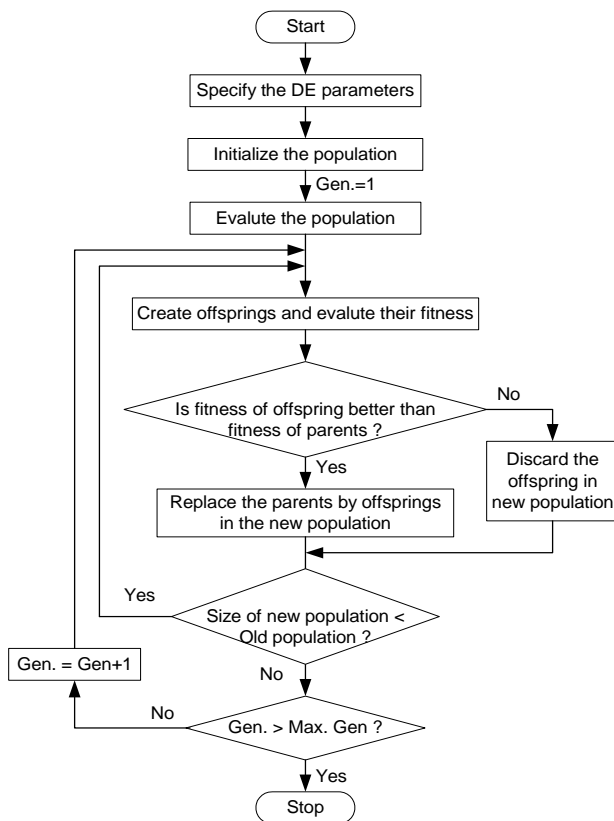 Start
Specify the DE parameters
Initialize the population
Gen.=1
Evalute the population
Create offsprings and evalute their fitness
Is fitness of offspring better than
fitness of parents ?
No
Yes
Discard the
offspring in
new population
Replace the parents by offsprings
in the new population
Yes
Size of new population <
Old population ?
Gen. = Gen+1
No
No
Gen. > Max. Gen ?
Yes
Stop